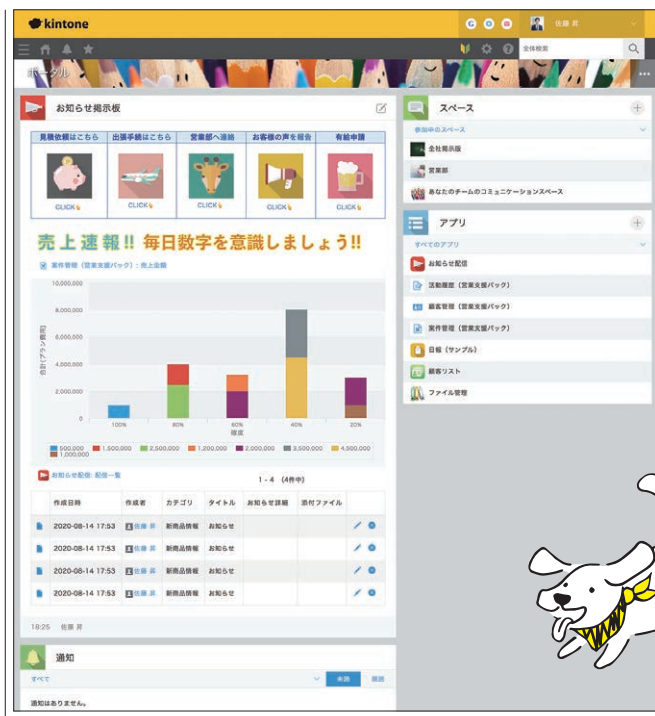 kintone
G
佐藤 昇
全体検索
ポータル
お知らせ掲示板
見積依頼はこちら 出張手続はこちら 営業部へ連絡 お客様の声を報告 有給申請
CLICK CLICK CLICK CLICK CLICK
売上速報!! 毎日数字を意識しましょう!!
案件管理（営業支援パック）: 売上金額
合計(プラン費用)
10,000,000
8,000,000
6,000,000
4,000,000
2,000,000
0
100% 80% 60% 40% 20%
確度
500,000 1,500,000 2,500,000 1,200,000 2,000,000 3,500,000 4,500,000
1,000,000
お知らせ配信: 配信一覧
1 - 4 (4件中)
作成日時 作成者 カテゴリ タイトル お知らせ詳細 添付ファイル
2020-08-14 17:53 佐藤 昇 新商品情報 お知らせ
2020-08-14 17:53 佐藤 昇 新商品情報 お知らせ
2020-08-14 17:53 佐藤 昇 新商品情報 お知らせ
2020-08-14 17:53 佐藤 昇 新商品情報 お知らせ
18:25 佐藤 昇
通知
すべて 未読 既読
通知はありません。
スペース
参加中のスペース
全社掲示版
営業部
あなたのチームのコミュニケーションスペース
アプリ
すべてのアプリ
お知らせ配信
活動履歴（営業支援パック）
顧客管理（営業支援パック）
案件管理（営業支援パック）
日報（サンプル）
顧客リスト
ファイル管理